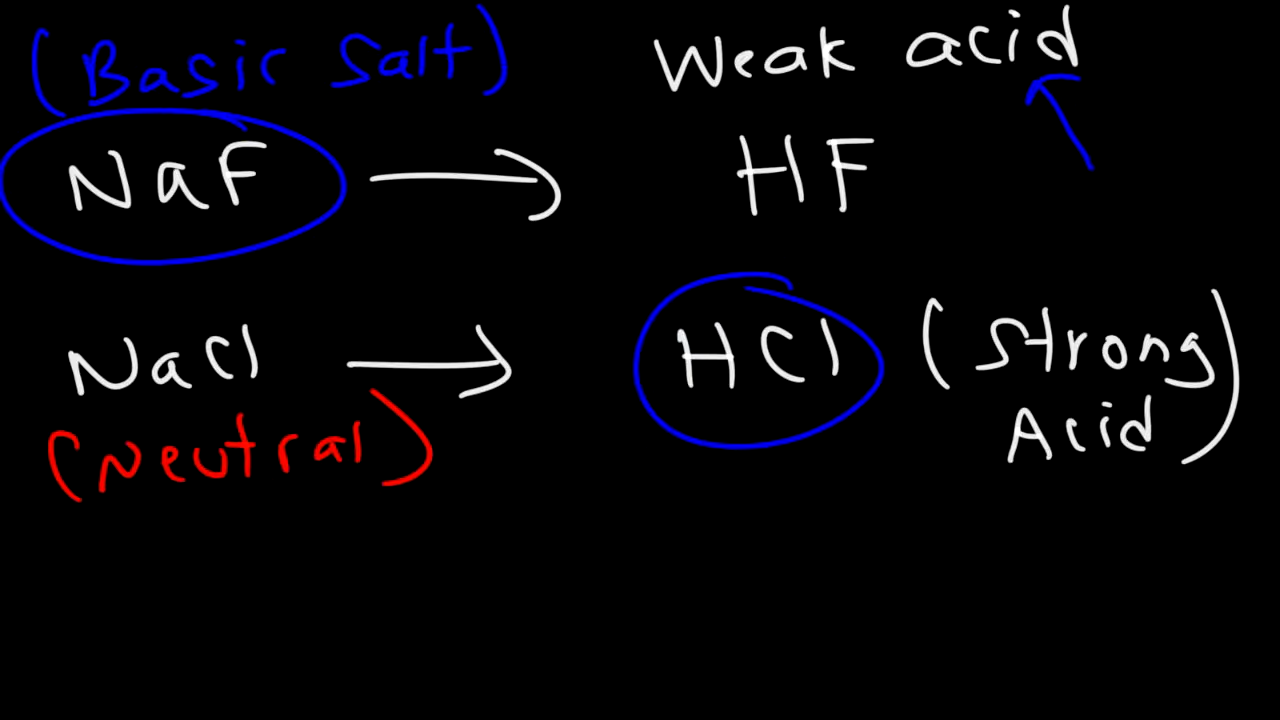 (Basic Salt) Weak acid
NaF → HF
NaCl → HCl (Strong Acid)
(Neutral)